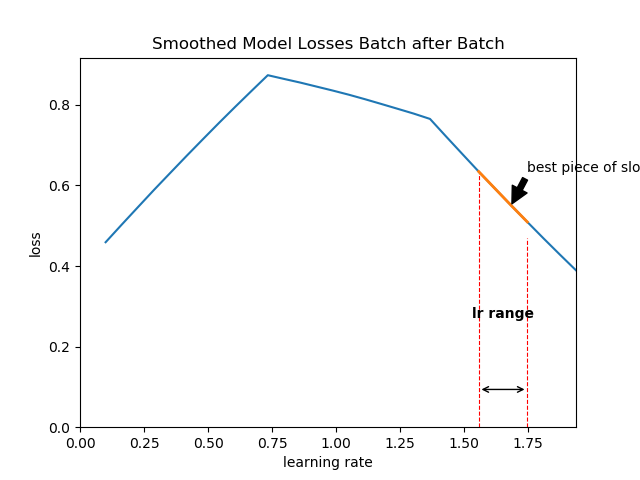 Smoothed Model Losses Batch after Batch
loss
0.8
0.6
0.4
0.2
0.0
best piece of slo
lr range
0.00 0.25 0.50 0.75 1.00 1.25 1.50 1.75
learning rate